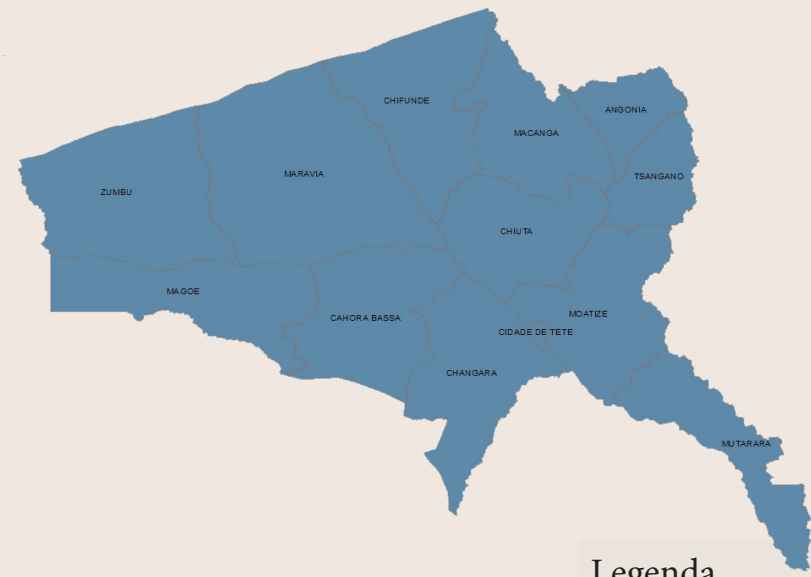 CHIFUNDE
ANGONIA
MACANGA
MARAVIA
TSANGANO
ZUMBU
CHIUTA
MAGOE
MOATIZE
CAHORA BASSA
CIDADE DE TETE
CHANGARA
MUTARARA
Legenda